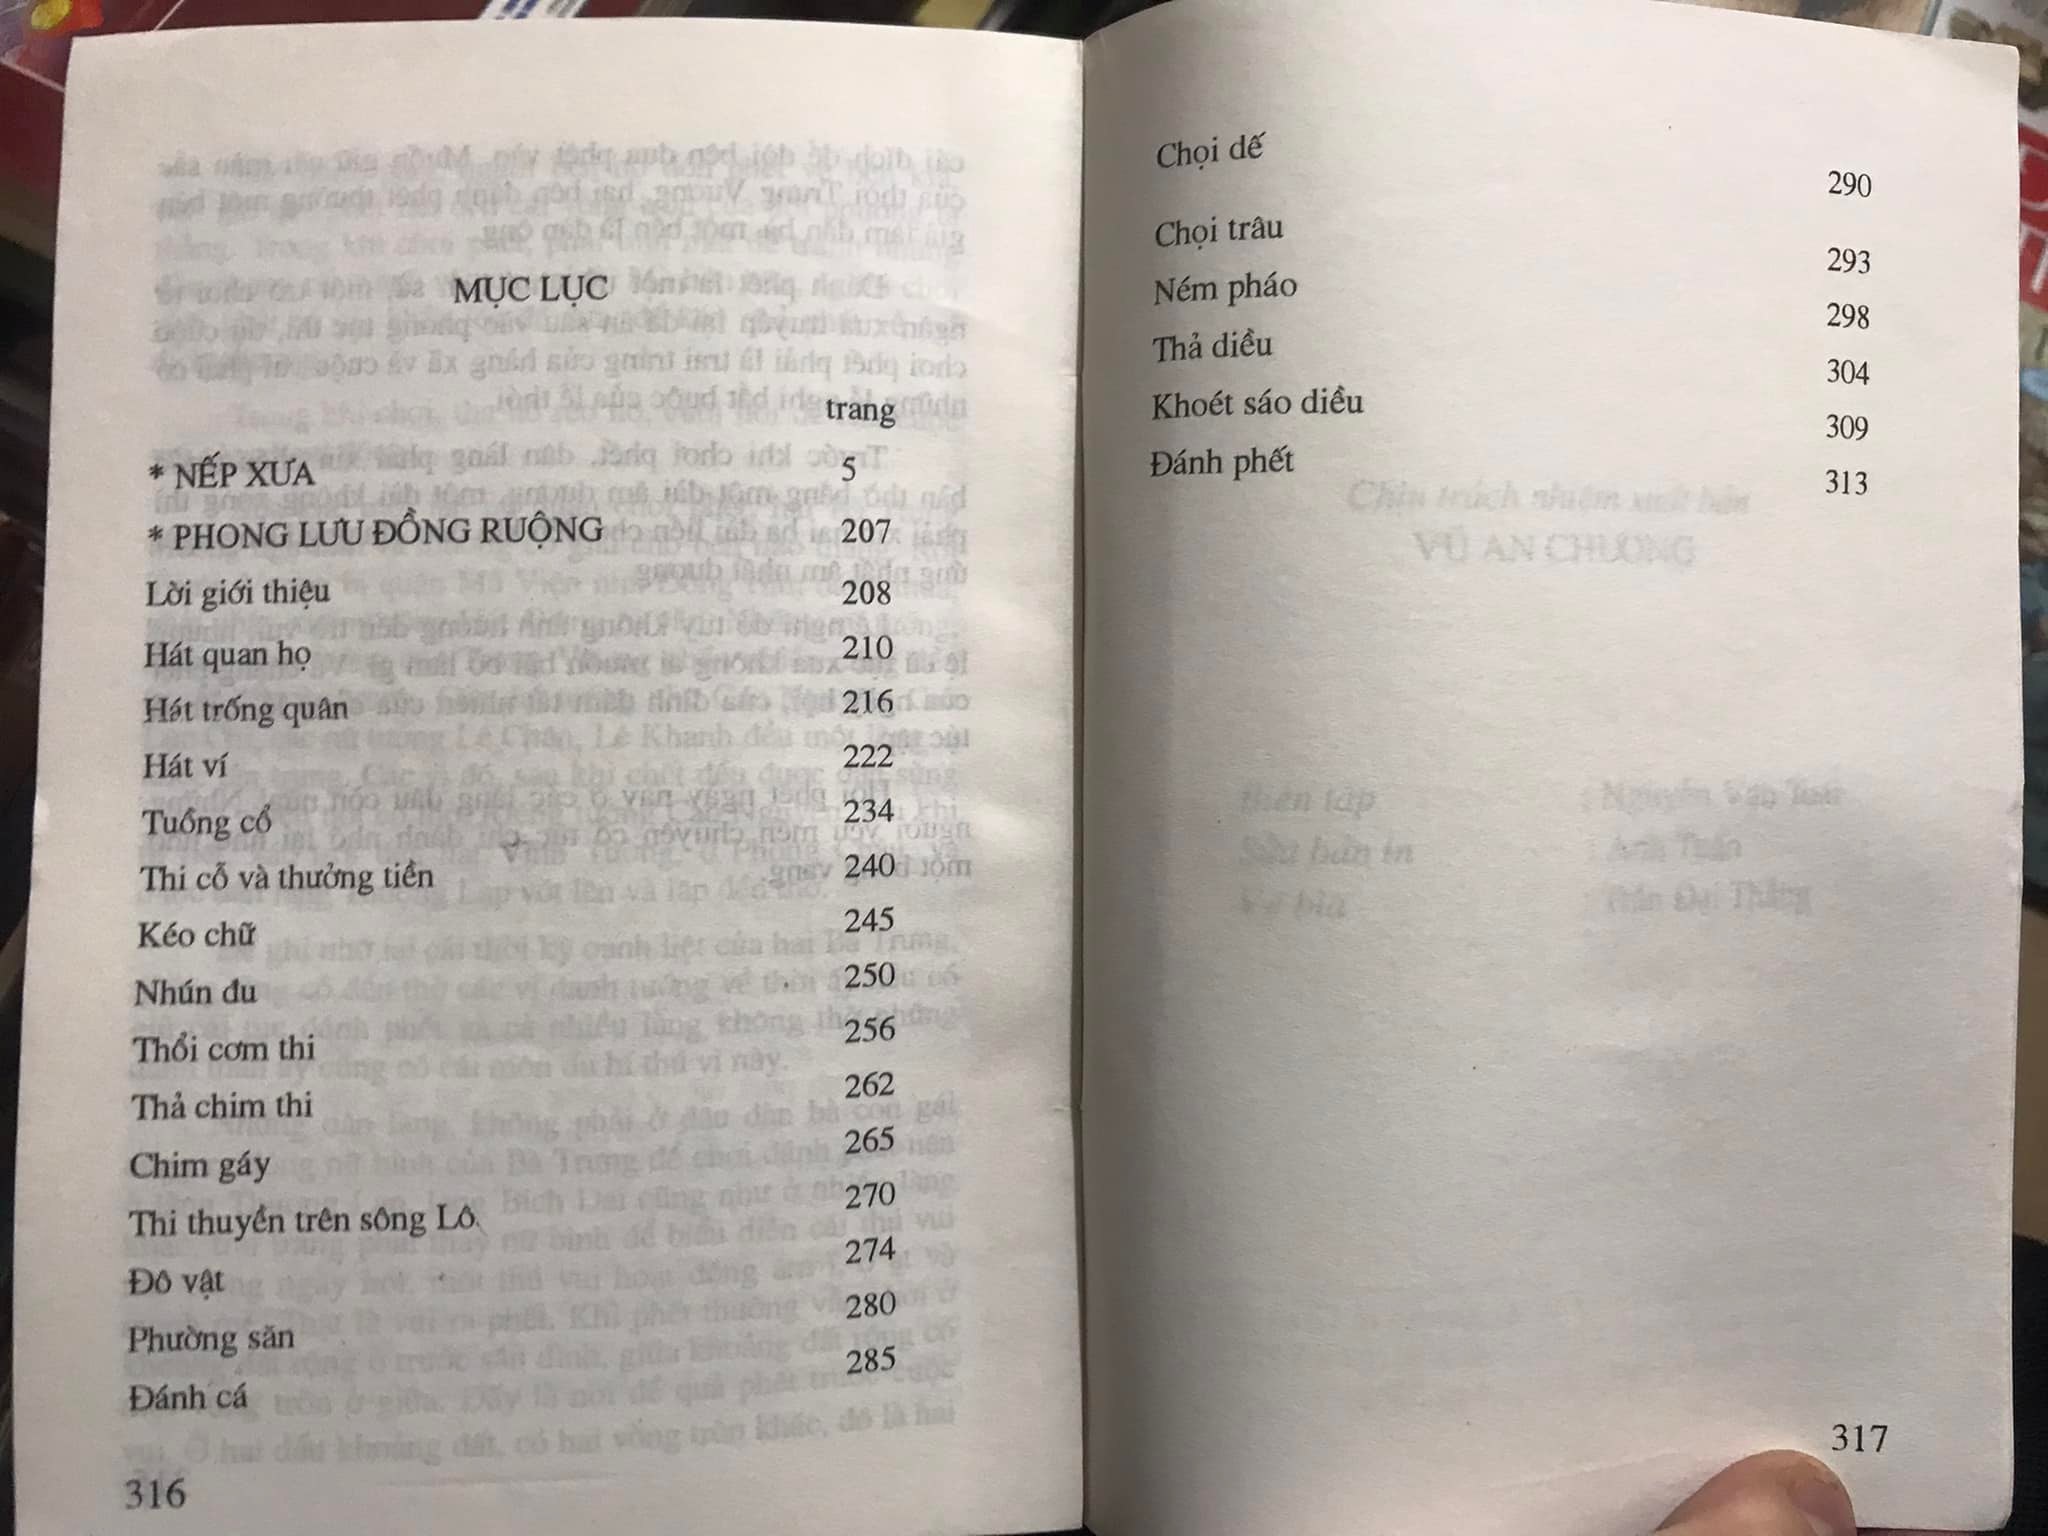 MỤC LỤC
trang
* NẾP XƯA 5
* PHONG LƯU ĐỒNG RUỘNG 207
Lời giới thiệu 208
Hát quan họ 210
Hát trống quân 216
Hát ví 222
Tuồng cổ 234
Thi cỗ và thưởng tiền 240
Kéo chữ 245
Nhún đu 250
Thổi cơm thi 256
Thả chim thi 262
Chim gáy 265
Thi thuyền trên sông Lô 270
Đô vật 274
Phường săn 280
Đánh cá 285
316
Chọi dế 290
Chọi trâu 293
Ném pháo 298
Thả diều 304
Khoét sáo diều 309
Đánh phết 313
317